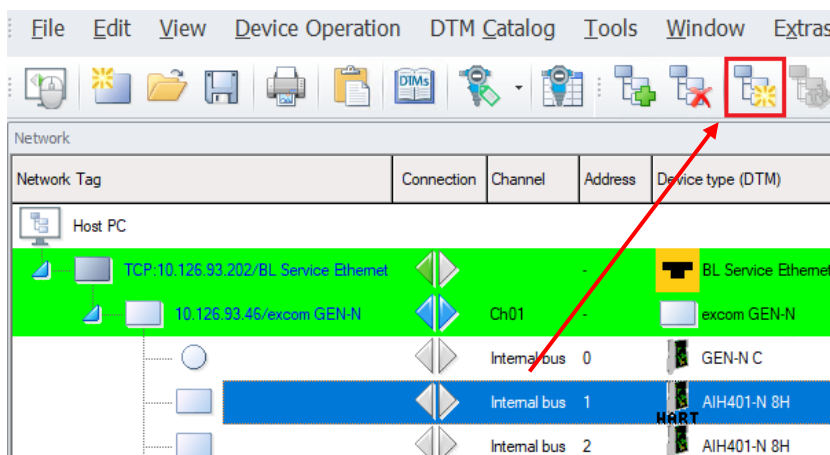 File Edit View Device Operation DTM Catalog Tools Window Extras
DTMs
Network
Network Tag Connection Channel Address Device type (DTM)
Host PC
TCP:10.126.93.202/BL Service Ethernet - BL Service Ethernet
10.126.93.46/excom GEN-N Ch01 - excom GEN-N
Internal bus 0 GEN-N C
Internal bus 1 AIH401-N 8H
HART
Internal bus 2 AIH401-N 8H